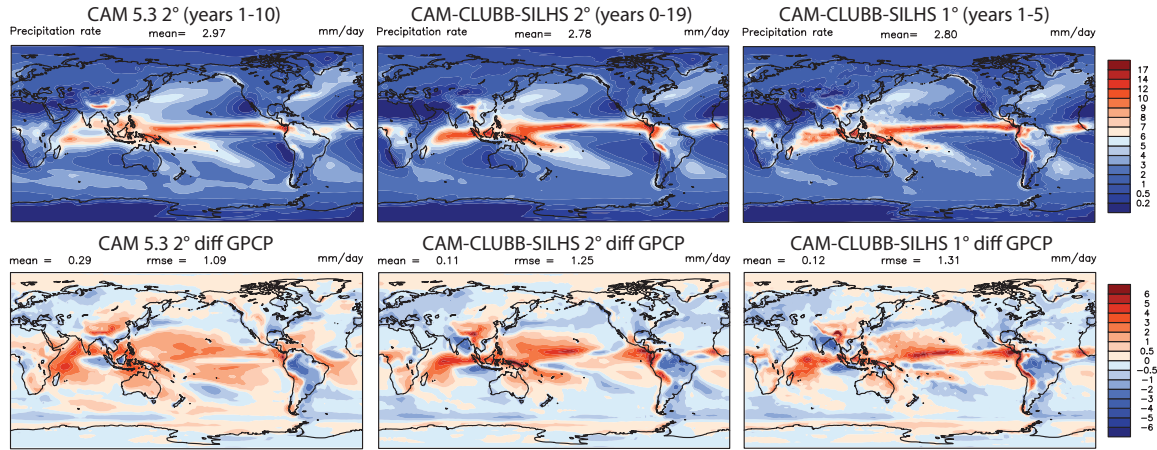 CAM 5.3 2° (years 1-10)
Precipitation rate mean= 2.97 mm/day
CAM-CLUBB-SILHS 2° (years 0-19)
Precipitation rate mean= 2.78 mm/day
CAM-CLUBB-SILHS 1° (years 1-5)
Precipitation rate mean= 2.80 mm/day
17
14
12
10
9
8
7
6
5
4
3
2
1
0.5
0.2
CAM 5.3 2° diff GPCP
mean = 0.29 rmse = 1.09 mm/day
CAM-CLUBB-SILHS 2° diff GPCP
mean = 0.11 rmse = 1.25 mm/day
CAM-CLUBB-SILHS 1° diff GPCP
mean = 0.12 rmse = 1.31 mm/day
6
5
4
3
2
1
0.5
0
−0.5
−1
−2
−3
−4
−5
−6